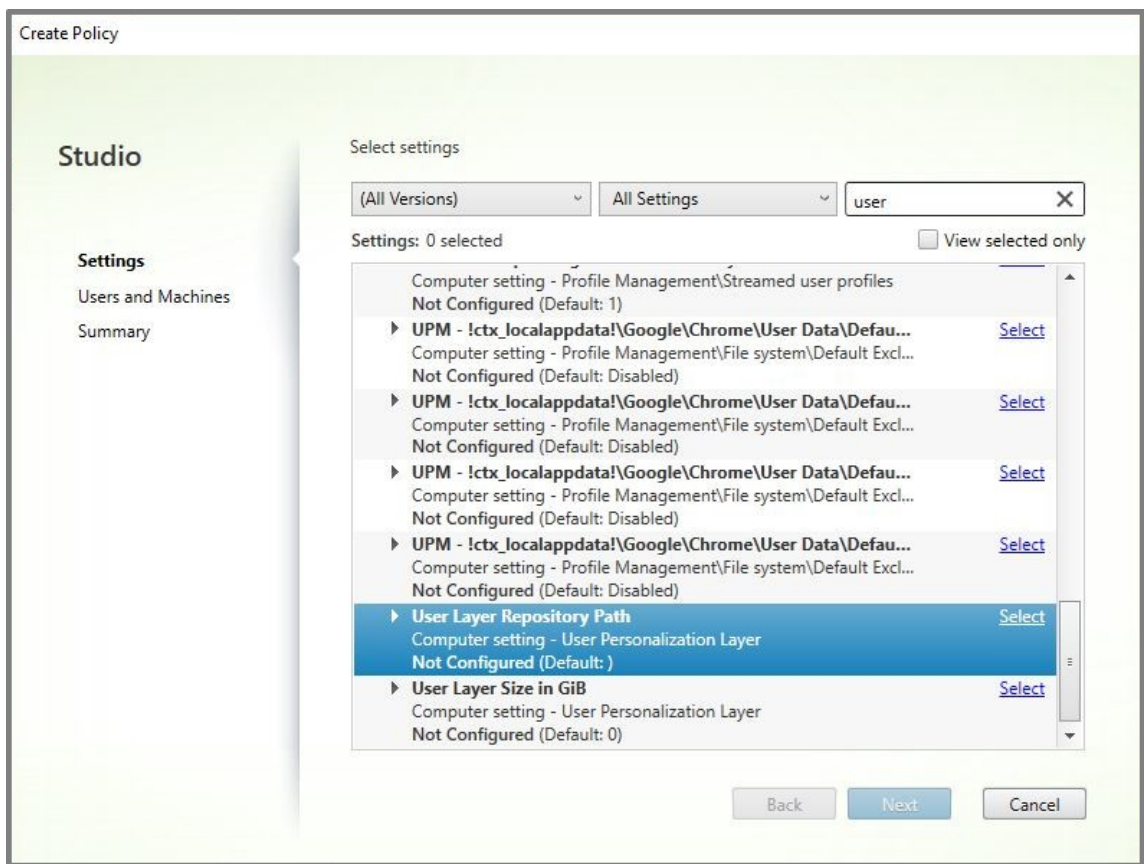 Create Policy
Studio
Settings
Users and Machines
Summary
Select settings
(All Versions)
All Settings
user
Settings: 0 selected
View selected only
Computer setting - Profile Management\Streamed user profiles
Not Configured (Default: 1)
UPM - !ctx_localappdata!\Google\Chrome\User Data\Defau... Select
Computer setting - Profile Management\File system\Default Excl...
Not Configured (Default: Disabled)
UPM - !ctx_localappdata!\Google\Chrome\User Data\Defau... Select
Computer setting - Profile Management\File system\Default Excl...
Not Configured (Default: Disabled)
UPM - !ctx_localappdata!\Google\Chrome\User Data\Defau... Select
Computer setting - Profile Management\File system\Default Excl...
Not Configured (Default: Disabled)
UPM - !ctx_localappdata!\Google\Chrome\User Data\Defau... Select
Computer setting - Profile Management\File system\Default Excl...
Not Configured (Default: Disabled)
User Layer Repository Path Select
Computer setting - User Personalization Layer
Not Configured (Default: )
User Layer Size in GiB Select
Computer setting - User Personalization Layer
Not Configured (Default: 0)
Back
Next
Cancel